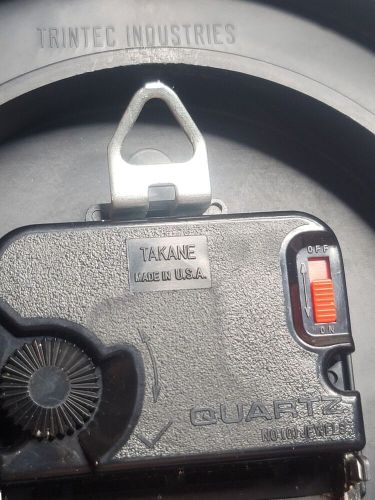 TRINTEC INDUSTRIES
TAKANE
MADE IN U.S.A.
OFF
ON
QUARTZ
NO (0) JEWELS